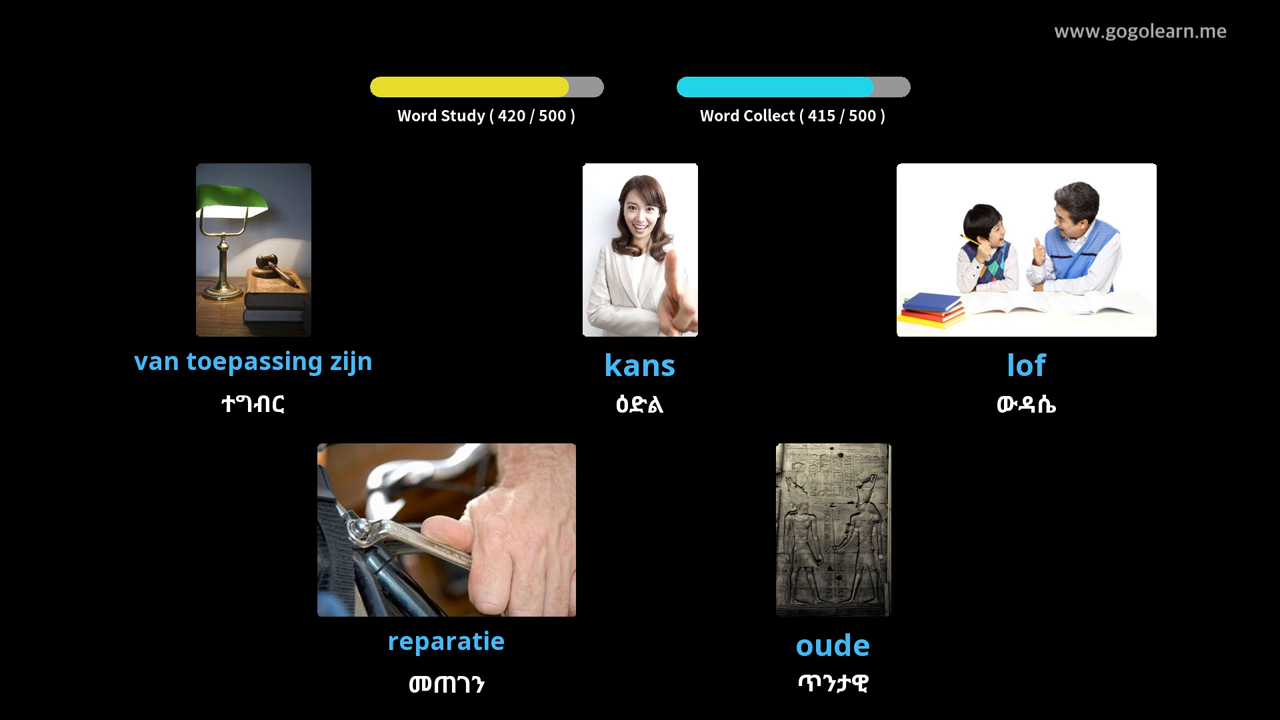 www.gogolearn.me
Word Study ( 420 / 500 )
Word Collect ( 415 / 500 )
van toepassing zijn
ተግብር
kans
ዕድል
lof
ውዳሴ
reparatie
መጠገን
oude
ጥንታዊ